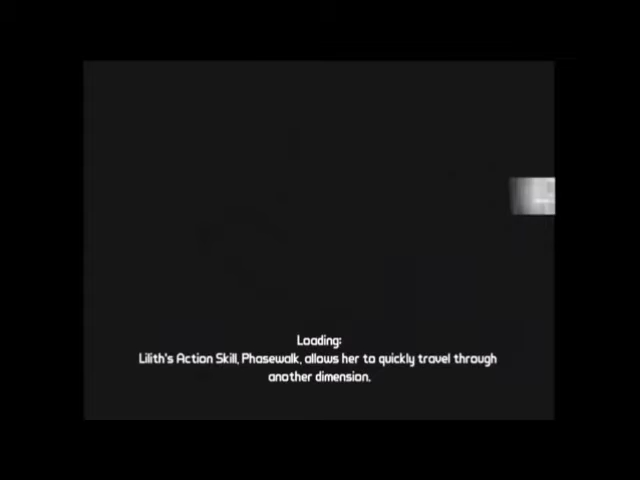 Loading:
Lilith's Action Skill, Phasewalk, allows her to quickly travel through
another dimension.